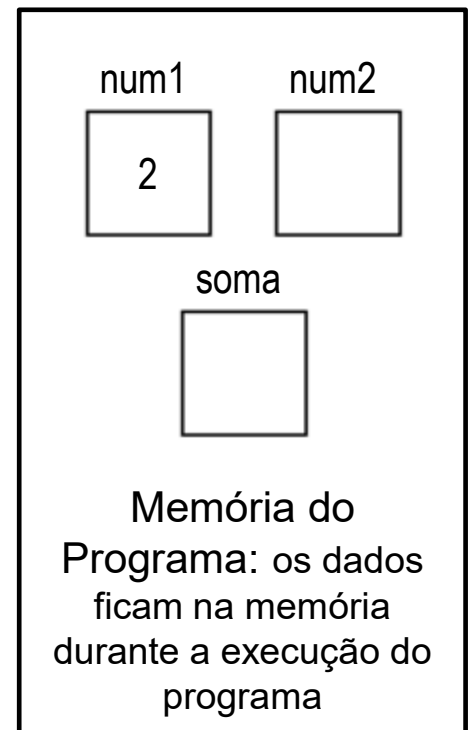 num1 num2
2
soma
Memória do
Programa: os dados
ficam na memória
durante a execução do
programa